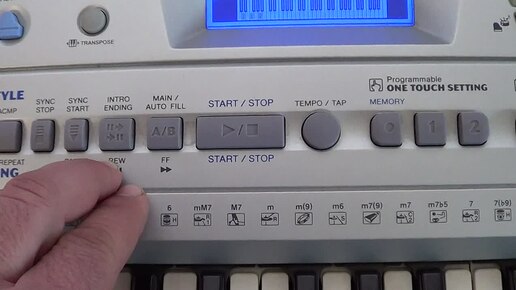 TRANSPOSE
Programmable
ONE TOUCH SETTING
MEMORY
STYLE
ACMP
SYNC STOP
SYNC START
INTRO ENDING
MAIN / AUTO FILL
START / STOP
TEMPO / TAP
A/B
0
1
2
REPEAT
REW
FF
START / STOP
6
mM7
M7
m
m(9)
m6
m7(9)
m7
m7b5
7
7(♭9)